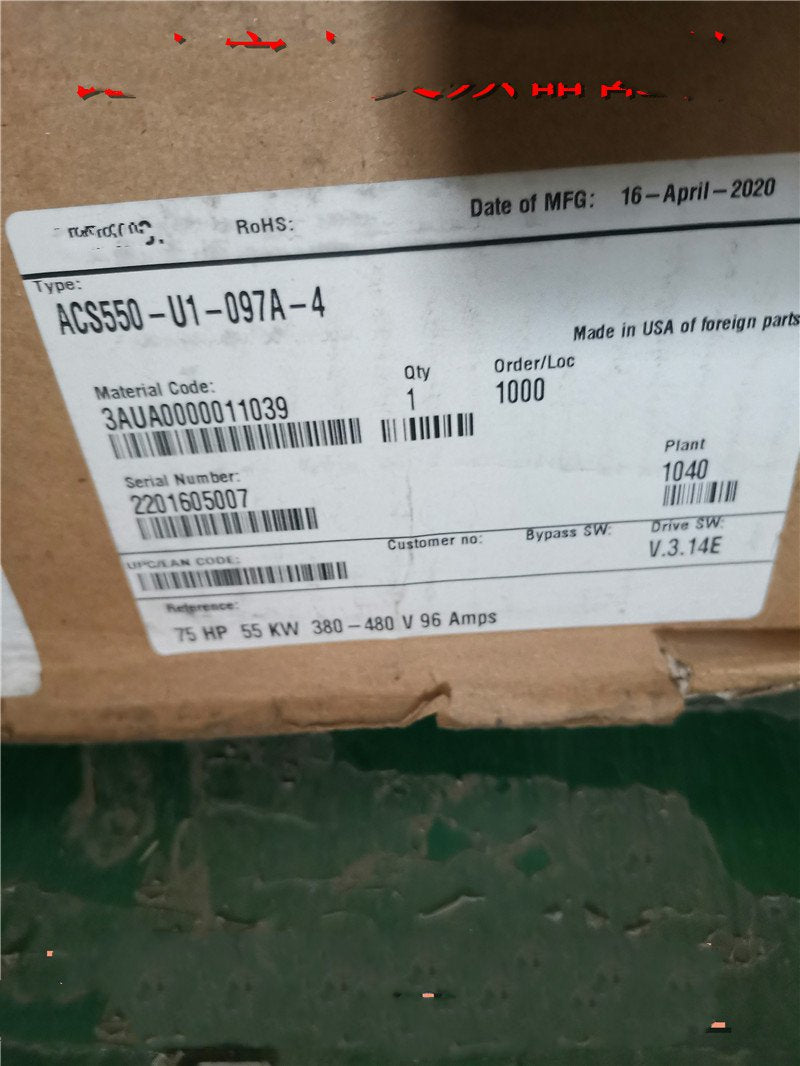 RoHS:
Date of MFG: 16-April-2020
Type:
ACS550-U1-097A-4
Made in USA of foreign parts
Material Code:
3AUA0000011039
Qty
1
Order/Loc
1000
Serial Number:
2201605007
Plant
1040
UPC/EAN CODE:
Customer no:
Bypass SW:
Drive SW:
V.3.14E
Reference:
75 HP 55 KW 380-480 V 96 Amps